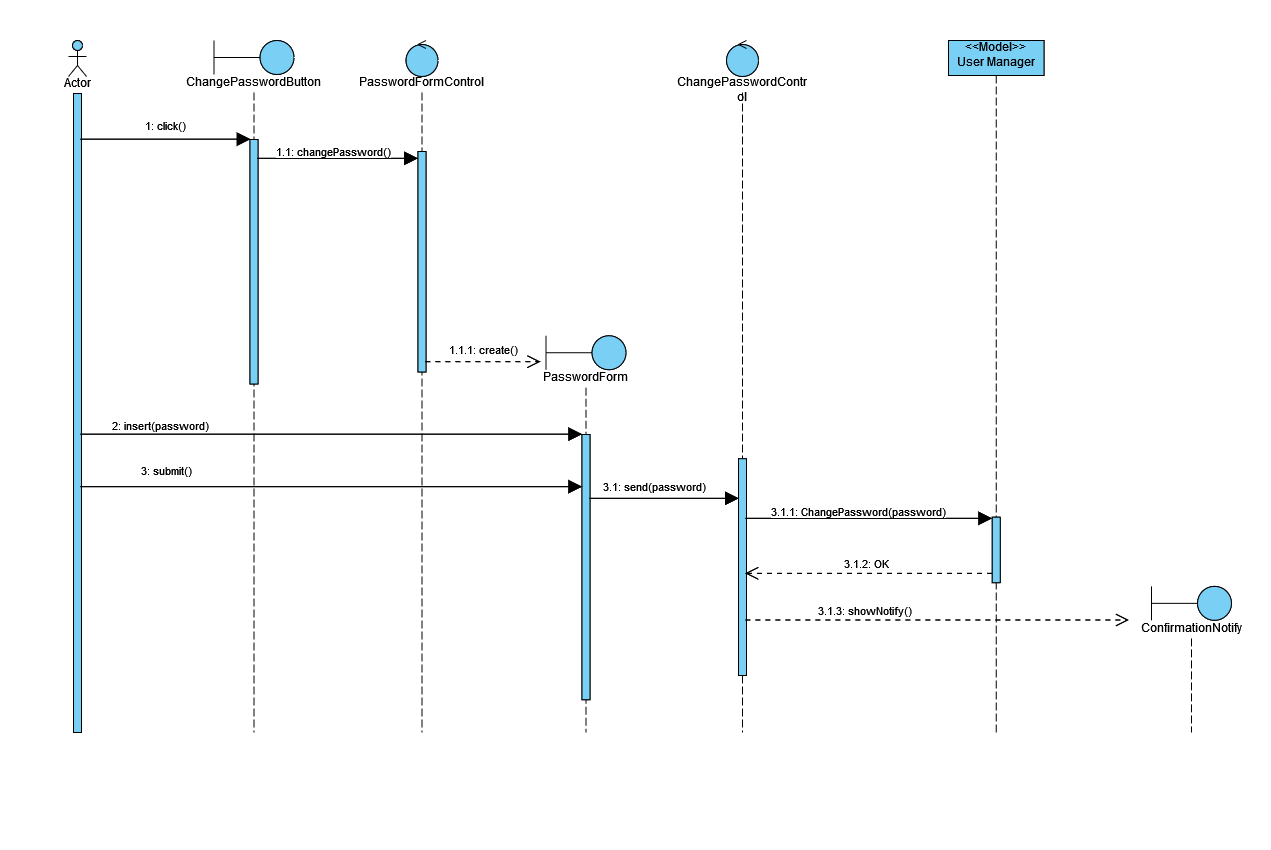 <<Model>>
User Manager
Actor
ChangePasswordButton
PasswordFormControl
ChangePasswordContr
ol
1: click()
1.1: changePassword()
1.1.1: create()
PasswordForm
2: insert(password)
3: submit()
3.1: send(password)
3.1.1: ChangePassword(password)
3.1.2: OK
3.1.3: showNotify()
ConfirmationNotify